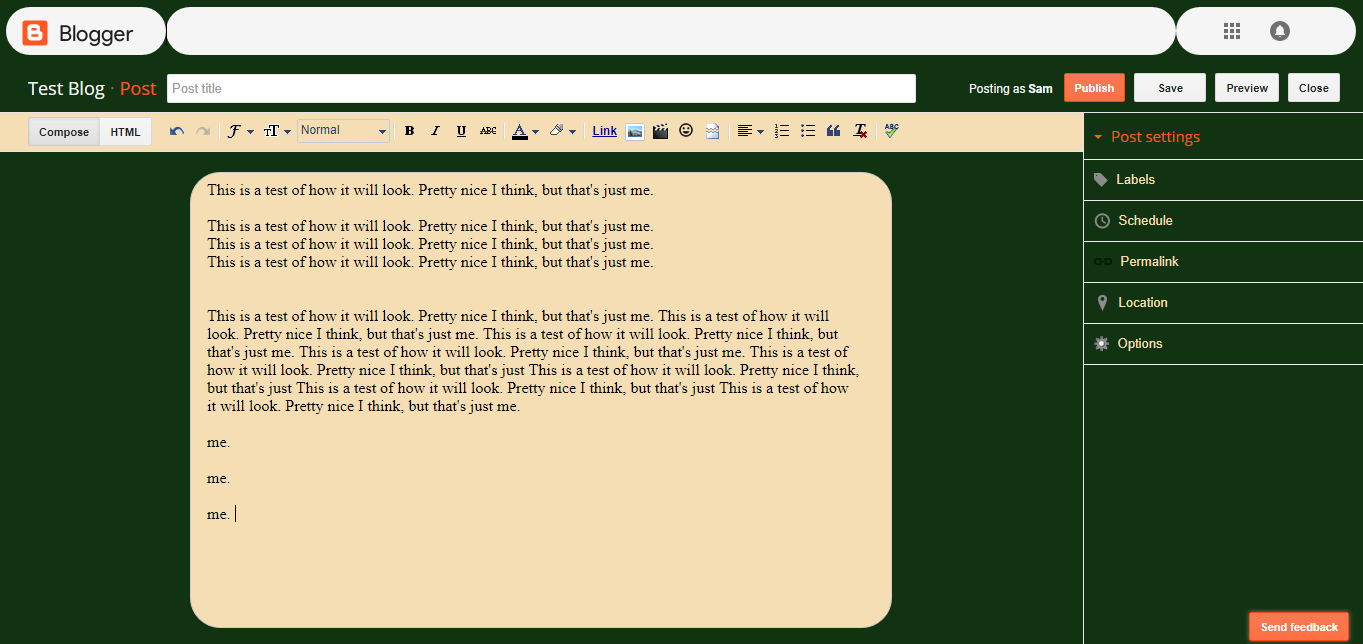 Blogger
Test Blog · Post
Post title
Posting as Sam
Publish
Save
Preview
Close
Compose
HTML
Normal
B
I
U
ABC
A
Link
ABC
Post settings
Labels
Schedule
Permalink
Location
Options
This is a test of how it will look. Pretty nice I think, but that's just me.
This is a test of how it will look. Pretty nice I think, but that's just me.
This is a test of how it will look. Pretty nice I think, but that's just me.
This is a test of how it will look. Pretty nice I think, but that's just me.
This is a test of how it will look. Pretty nice I think, but that's just me. This is a test of how it will
look. Pretty nice I think, but that's just me. This is a test of how it will look. Pretty nice I think, but
that's just me. This is a test of how it will look. Pretty nice I think, but that's just me. This is a test of
how it will look. Pretty nice I think, but that's just This is a test of how it will look. Pretty nice I think,
but that's just This is a test of how it will look. Pretty nice I think, but that's just This is a test of how
it will look. Pretty nice I think, but that's just me.
me.
me.
me.
Send feedback